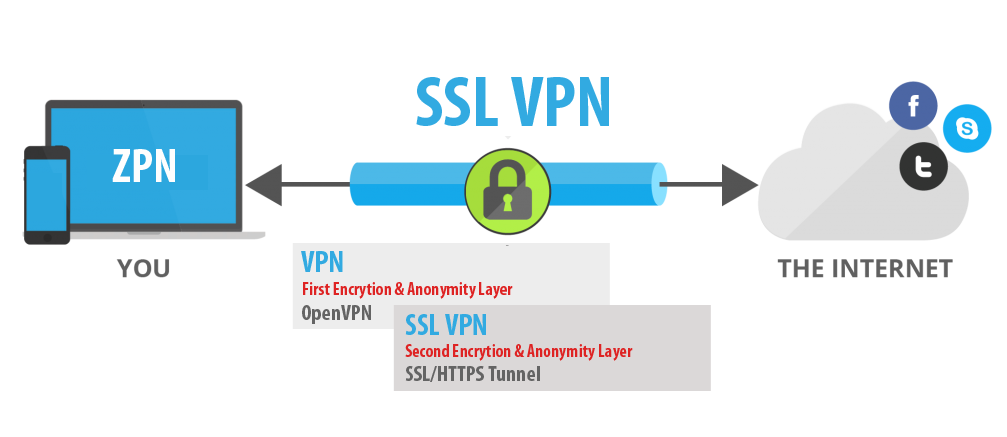 SSL VPN
ZPN
f
S
t
YOU
THE INTERNET
VPN
First Encrytion & Anonymity Layer
OpenVPN
SSL VPN
Second Encrytion & Anonymity Layer
SSL/HTTPS Tunnel